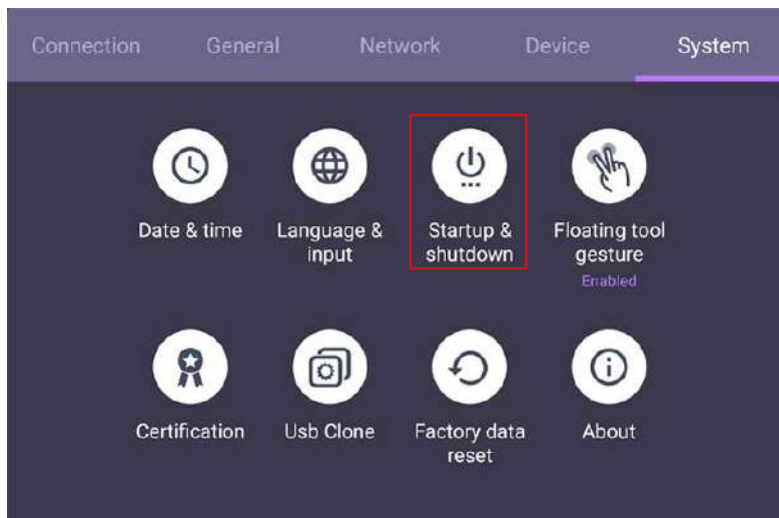 Connection General Network Device System
Date & time
Language &
input
Startup &
shutdown
Floating tool
gesture
Enabled
Certification
Usb Clone
Factory data
reset
About